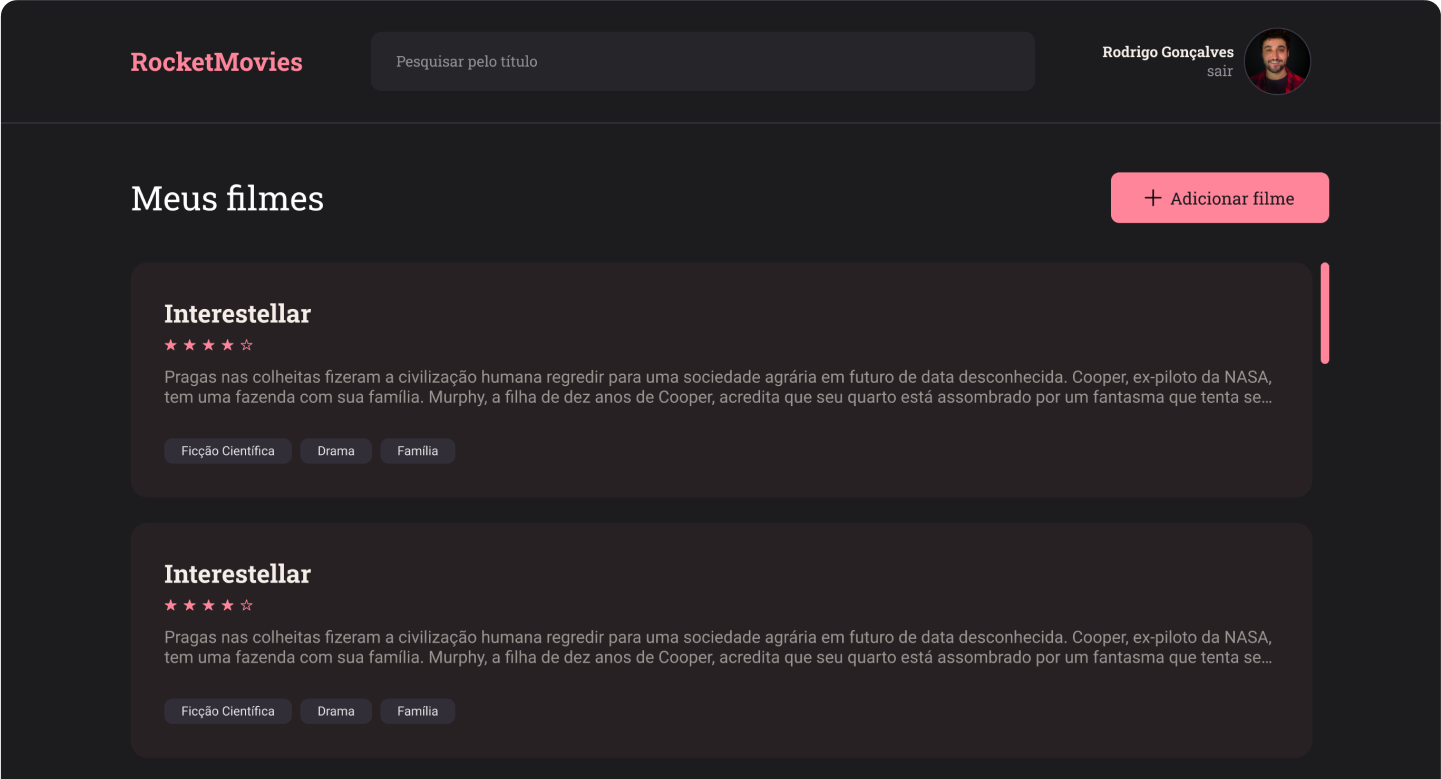 RocketMovies
Pesquisar pelo título
Rodrigo Gonçalves
sair
Meus filmes
Adicionar filme
Interestellar
Pragas nas colheitas fizeram a civilização humana regredir para uma sociedade agrária em futuro de data desconhecida. Cooper, ex-piloto da NASA,
tem uma fazenda com sua família. Murphy, a filha de dez anos de Cooper, acredita que seu quarto está assombrado por um fantasma que tenta se...
Ficção Científica Drama Família
Interestellar
Pragas nas colheitas fizeram a civilização humana regredir para uma sociedade agrária em futuro de data desconhecida. Cooper, ex-piloto da NASA,
tem uma fazenda com sua família. Murphy, a filha de dez anos de Cooper, acredita que seu quarto está assombrado por um fantasma que tenta se...
Ficção Científica Drama Família